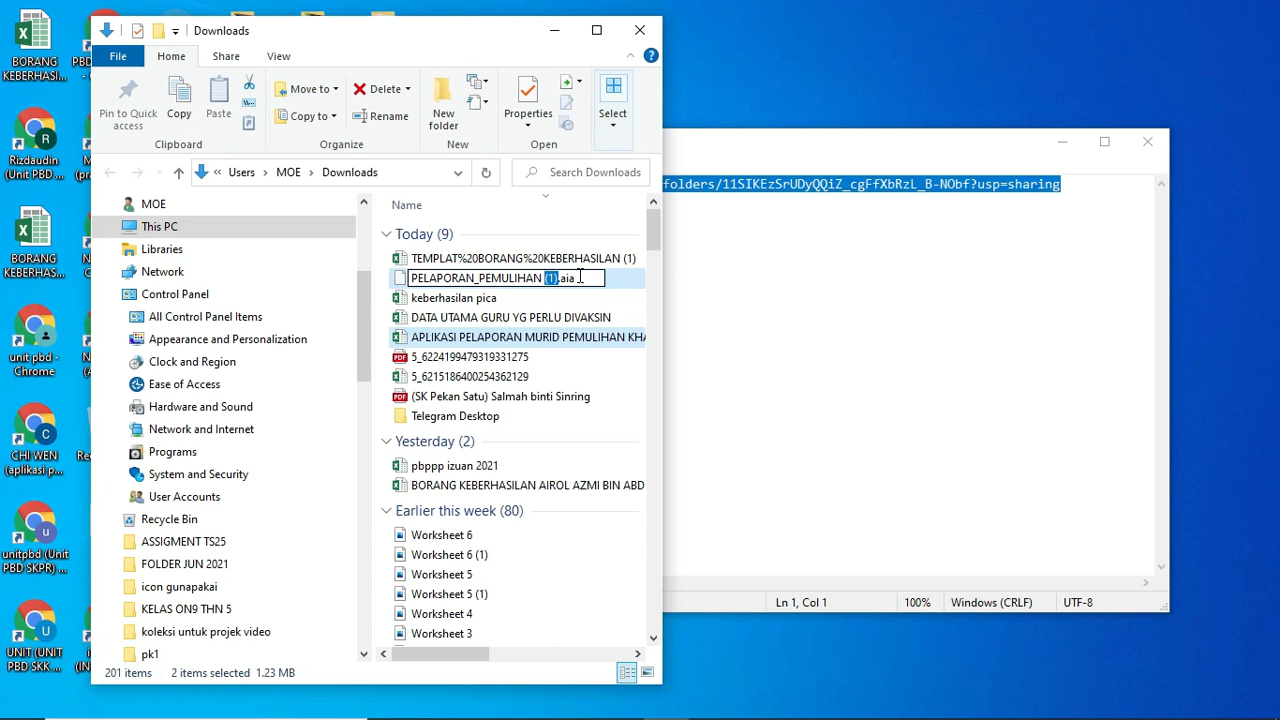 BORANG
KEBERHASI...
Rizdaudin
(Unit PBD ...
BORANG
KEBERHAS...
unit pbd -
Chrome
CHI WEN
(aplikasi p...
unitpbd (Unit
PBD SKPR) ...
UNIT (UNIT
PBD SKK ...
Downloads
File
Home
Share
View
Pin to Quick
access
Copy
Paste
Move to
Copy to
Delete
Rename
New
folder
Properties
Select
Clipboard
Organize
New
Open
« Users > MOE > Downloads
Search Downloads
MOE
This PC
Libraries
Network
Control Panel
All Control Panel Items
Appearance and Personalization
Clock and Region
Ease of Access
Hardware and Sound
Network and Internet
Programs
System and Security
User Accounts
Recycle Bin
ASSIGMENT TS25
FOLDER JUN 2021
icon gunapakai
KELAS ON9 THN 5
koleksi untuk projek video
pk1
Name
Today (9)
TEMPLAT%20BORANG%20KEBERHASILAN (1)
PELAPORAN_PEMULIHAN (1).aia
keberhasilan pica
DATA UTAMA GURU YG PERLU DIVAKSIN
APLIKASI PELAPORAN MURID PEMULIHAN KHA
5_6224199479319331275
5_6215186400254362129
(SK Pekan Satu) Salmah binti Sinring
Telegram Desktop
Yesterday (2)
pbppp izuan 2021
BORANG KEBERHASILAN AIROL AZMI BIN ABD
Earlier this week (80)
Worksheet 6
Worksheet 6 (1)
Worksheet 5
Worksheet 5 (1)
Worksheet 4
Worksheet 3
201 items
2 items selected 1.23 MB
folders/11SIKEzSrUDyQQiZ_cgFfXbRzL_B-NObf?usp=sharing
Ln 1, Col 1
100%
Windows (CRLF)
UTF-8